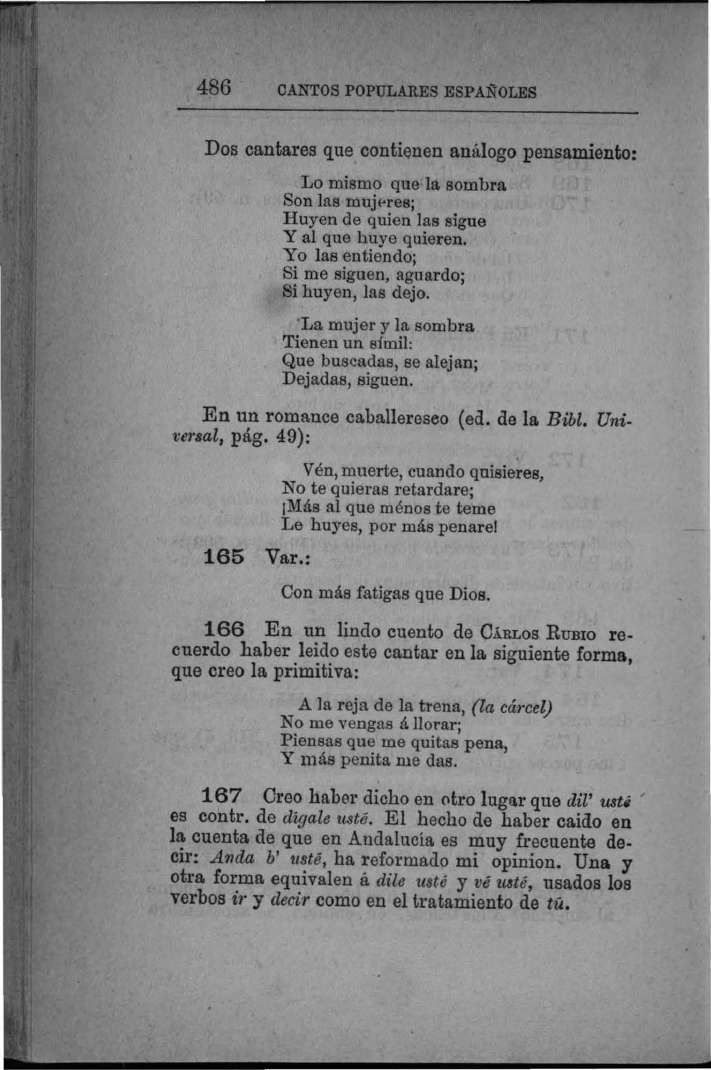 486 CANTOS POPULARES ESPAÑOLES
Dos cantares que contienen análogo pensamiento:
Lo mismo que la sombra
Son las mujeres;
Huyen de quien las sigue
Y al que huye quieren.
Yo las entiendo;
Si me siguen, aguardo;
Si huyen, las dejo.
La mujer y la sombra
Tienen un símil:
Que buscadas, se alejan;
Dejadas, siguen.
En un romance caballeresco (ed. de la Bibl. Uni-
versal, pág. 49):
Vén, muerte, cuando quisieres,
No te quieras retardare;
¡Más al que ménos te teme
Le huyes, por más penare!
165 Var.:
Con más fatigas que Dios.
166 En un lindo cuento de CÁRLOS RUBIO re-
cuerdo haber leido este cantar en la siguiente forma,
que creo la primitiva:
A la reja de la trena, (la cárcel)
No me vengas á llorar;
Piensas que me quitas pena,
Y más penita me das.
167 Creo haber dicho en otro lugar que dil' usté
es contr. de dígale usté. El hecho de haber caido en
la cuenta de que en Andalucía es muy frecuente de-
cir: Anda b' usté, ha reformado mi opinion. Una y
otra forma equivalen á dile usté y vé usté, usados los
verbos ir y decir como en el tratamiento de tú.